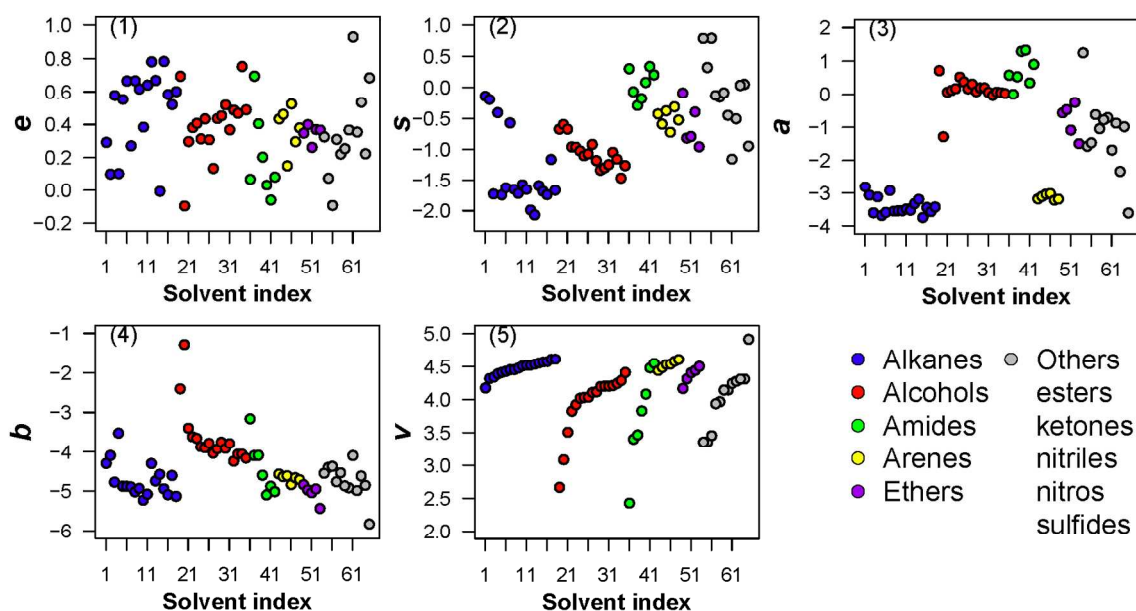 (1)
e
1.0
0.8
0.6
0.4
0.2
0.0
−0.2
1 11 21 31 41 51 61
Solvent index
(2)
s
1.0
0.5
0.0
−0.5
−1.0
−1.5
−2.0
1 11 21 31 41 51 61
Solvent index
(3)
a
2
1
0
−1
−2
−3
−4
1 11 21 31 41 51 61
Solvent index
(4)
b
−1
−2
−3
−4
−5
−6
1 11 21 31 41 51 61
Solvent index
(5)
v
5.0
4.5
4.0
3.5
3.0
2.5
2.0
1 11 21 31 41 51 61
Solvent index
Alkanes
Alcohols
Amides
Arenes
Ethers
Others
esters
ketones
nitriles
nitros
sulfides